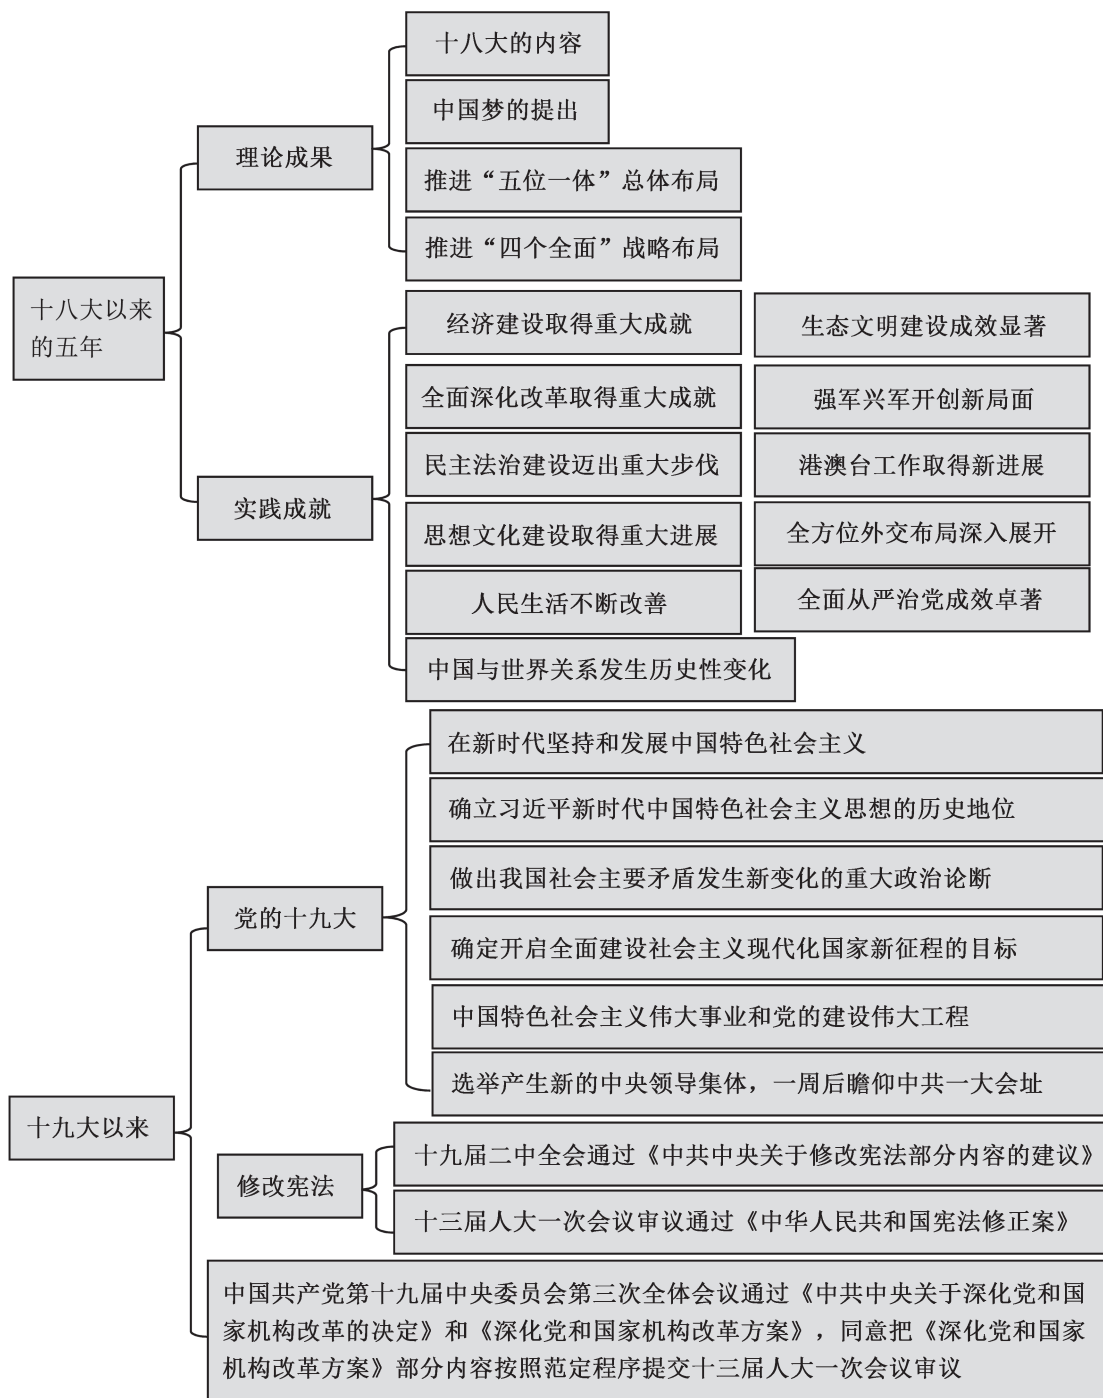 十八大以来
的五年
理论成果
十八大的内容
中国梦的提出
推进“五位一体”总体布局
推进“四个全面”战略布局
实践成就
经济建设取得重大成就
生态文明建设成效显著
全面深化改革取得重大成就
强军兴军开创新局面
民主法治建设迈出重大步伐
港澳台工作取得新进展
思想文化建设取得重大进展
全方位外交布局深入展开
人民生活不断改善
全面从严治党成效卓著
中国与世界关系发生历史性变化
十九大以来
党的十九大
在新时代坚持和发展中国特色社会主义
确立习近平新时代中国特色社会主义思想的历史地位
做出我国社会主要矛盾发生新变化的重大政治论断
确定开启全面建设社会主义现代化国家新征程的目标
中国特色社会主义伟大事业和党的建设伟大工程
选举产生新的中央领导集体，一周后瞻仰中共一大会址
修改宪法
十九届二中全会通过《中共中央关于修改宪法部分内容的建议》
十三届人大一次会议审议通过《中华人民共和国宪法修正案》
中国共产党第十九届中央委员会第三次全体会议通过《中共中央关于深化党和国
家机构改革的决定》和《深化党和国家机构改革方案》，同意把《深化党和国家
机构改革方案》部分内容按照范定程序提交十三届人大一次会议审议